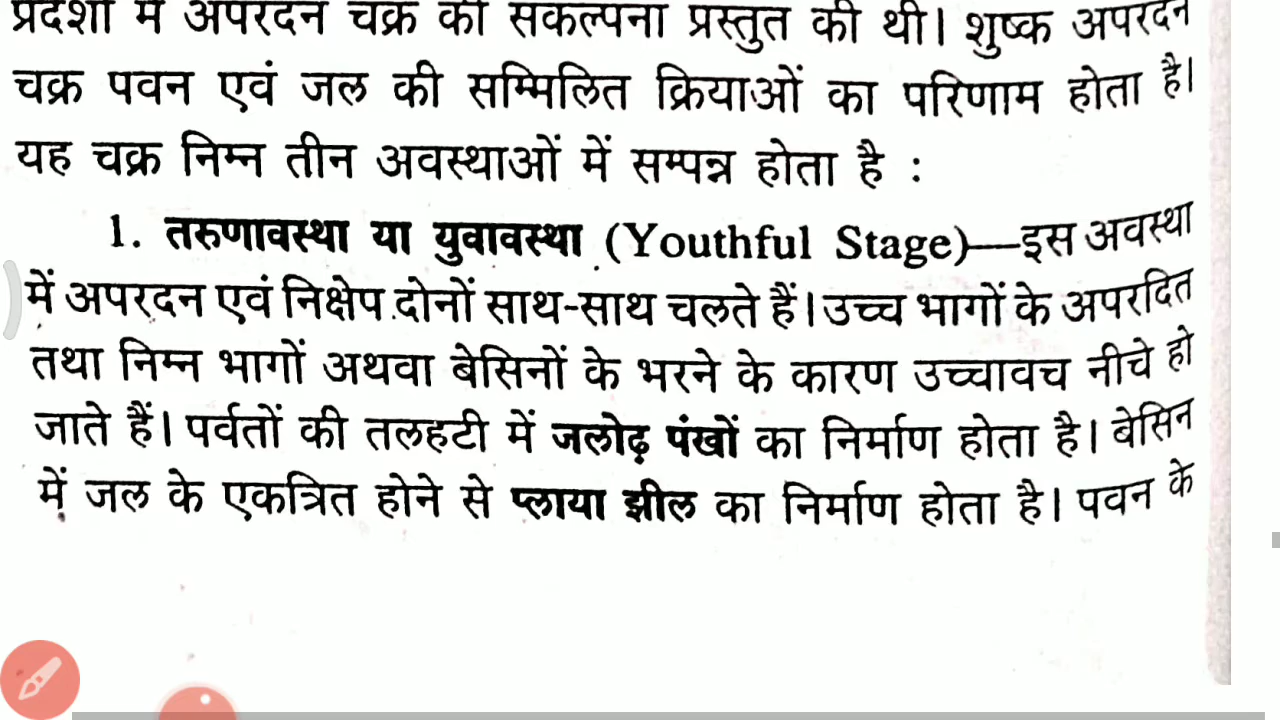 प्रदेशों में अपरदन चक्र की संकल्पना प्रस्तुत की थी। शुष्क अपरदन
चक्र पवन एवं जल की सम्मिलित क्रियाओं का परिणाम होता है।
यह चक्र निम्न तीन अवस्थाओं में सम्पन्न होता है :
1. तरुणावस्था या युवावस्था (Youthful Stage)—इस अवस्था
में अपरदन एवं निक्षेप दोनों साथ-साथ चलते हैं। उच्च भागों के अपरदित
तथा निम्न भागों अथवा बेसिनों के भरने के कारण उच्चावच नीचे हो
जाते हैं। पर्वतों की तलहटी में जलोढ़ पंखों का निर्माण होता है। बेसिन
में जल के एकत्रित होने से प्लाया झील का निर्माण होता है। पवन के